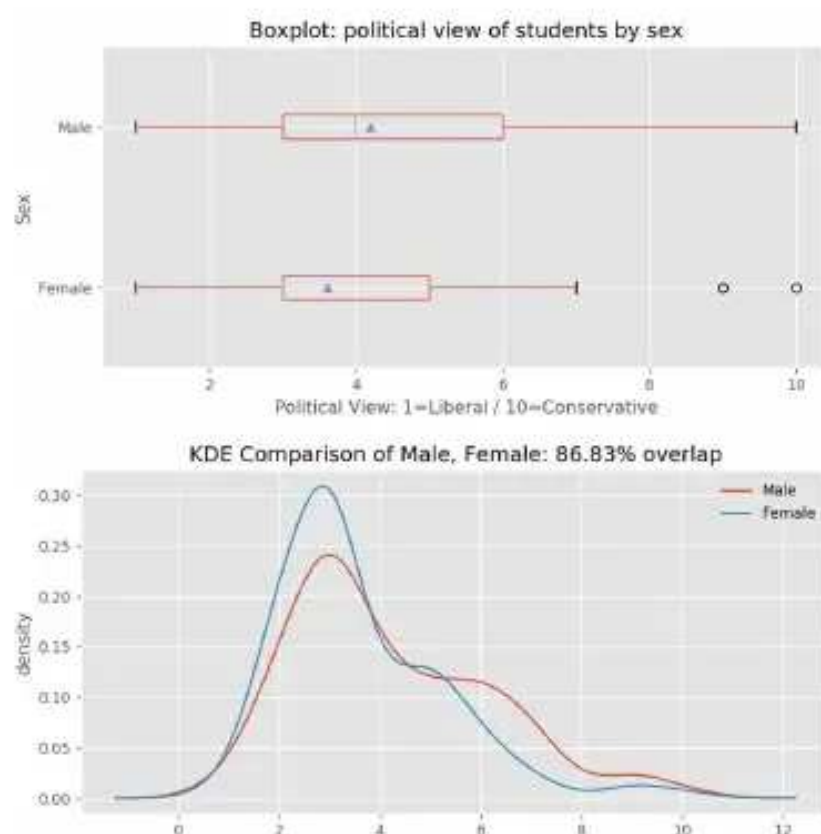 Boxplot: political view of students by sex
Male
Sex
Female
2 4 6 8 10
Political View: 1=Liberal / 10=Conservative
KDE Comparison of Male, Female: 86.83% overlap
Male
Female
0.30
0.25
0.20
0.15
0.10
0.05
0.00
density
0 2 4 6 8 10 12